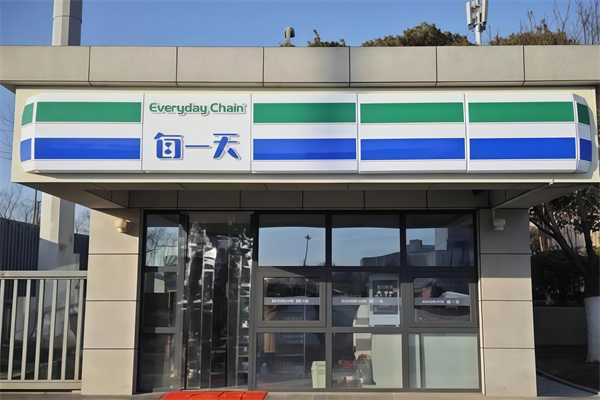 Everyday Chain
每一天